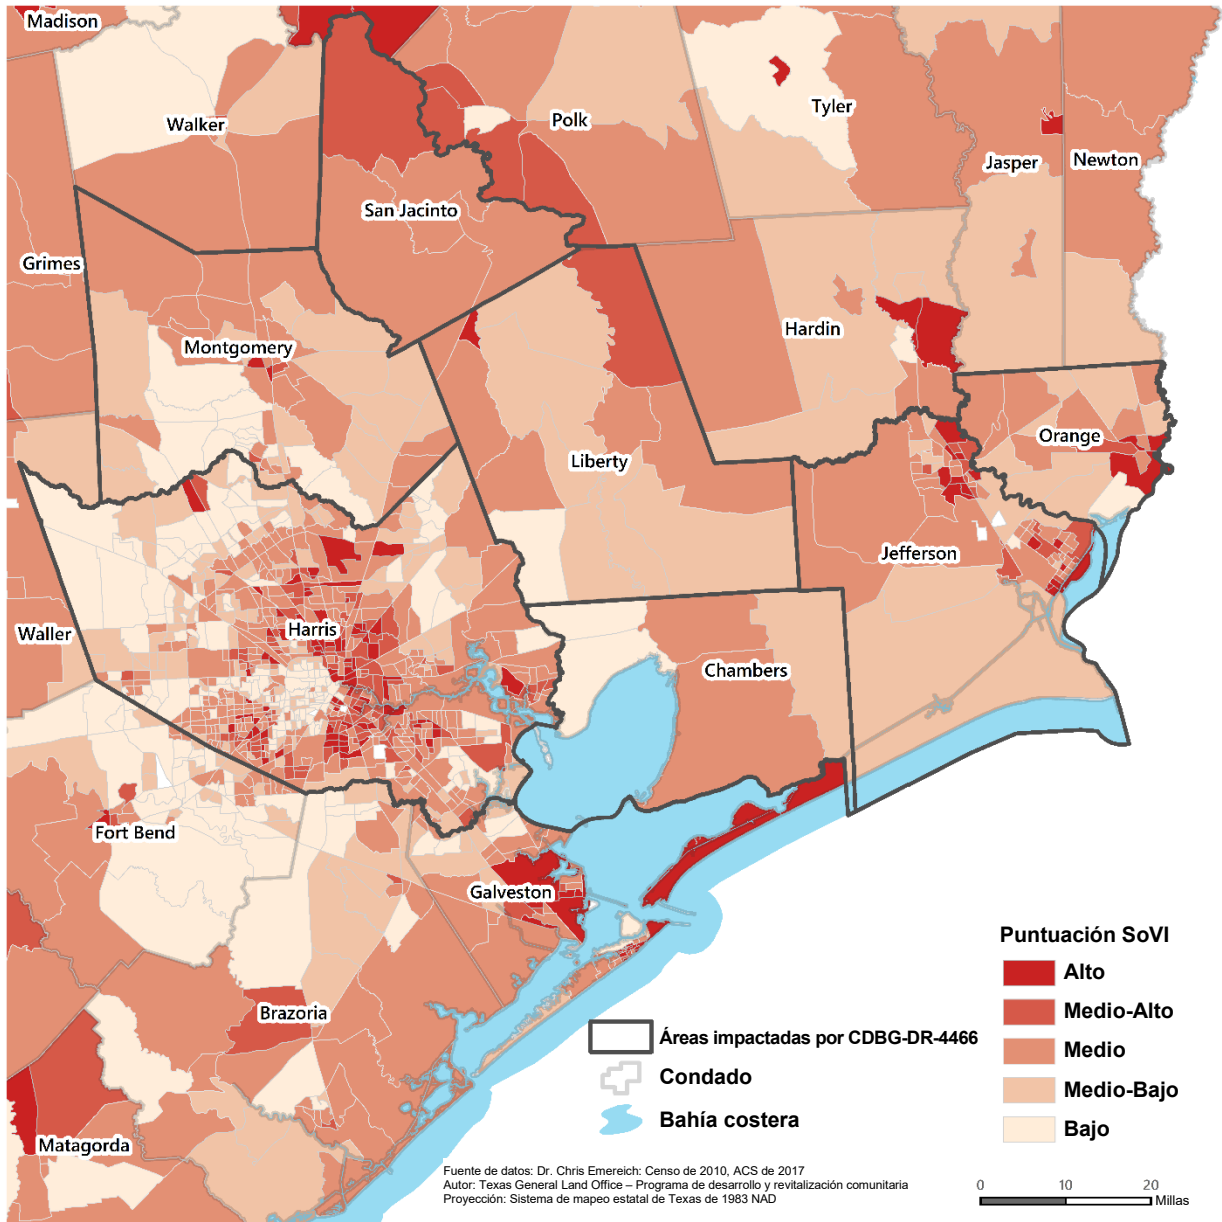 Madison
Walker
Polk
Tyler
Jasper
Newton
San Jacinto
Grimes
Montgomery
Hardin
Liberty
Orange
Jefferson
Waller
Harris
Chambers
Fort Bend
Galveston
Brazoria
Matagorda
Puntuación SoVI
Alto
Medio-Alto
Medio
Medio-Bajo
Bajo
Áreas impactadas por CDBG-DR-4466
Condado
Bahía costera
Fuente de datos: Dr. Chris Emereich: Censo de 2010, ACS de 2017
Autor: Texas General Land Office – Programa de desarrollo y revitalización comunitaria
Proyección: Sistema de mapeo estatal de Texas de 1983 NAD
0 10 20
Millas